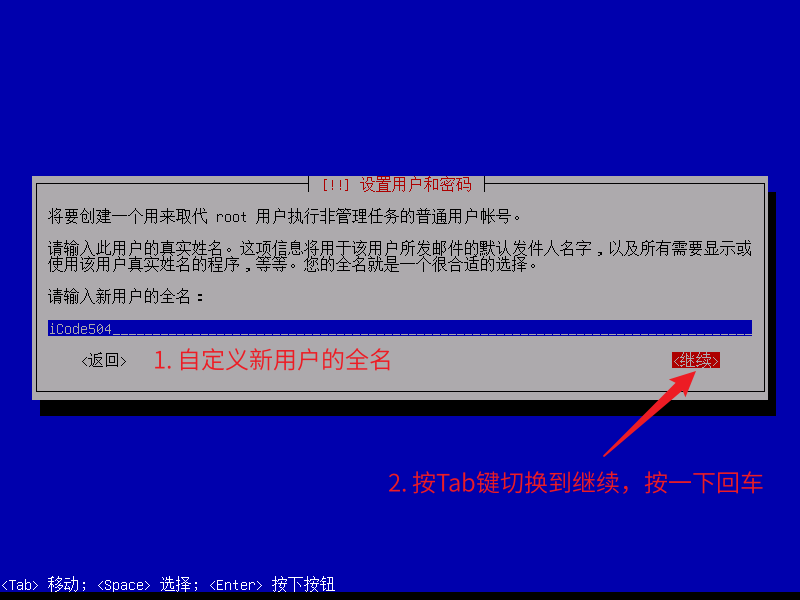 [!!] 设置用户和密码
将要创建一个用来取代 root 用户执行非管理任务的普通用户帐号。
请输入此用户的真实姓名。这项信息将用于该用户所发邮件的默认发件人名字,以及所有需要显示或
使用该用户真实姓名的程序,等等。您的全名就是一个很合适的选择。
请输入新用户的全名：
iCode504
<返回> 1. 自定义新用户的全名 <继续>
2. 按Tab键切换到继续，按一下回车
<Tab> 移动; <Space> 选择; <Enter> 按下按钮